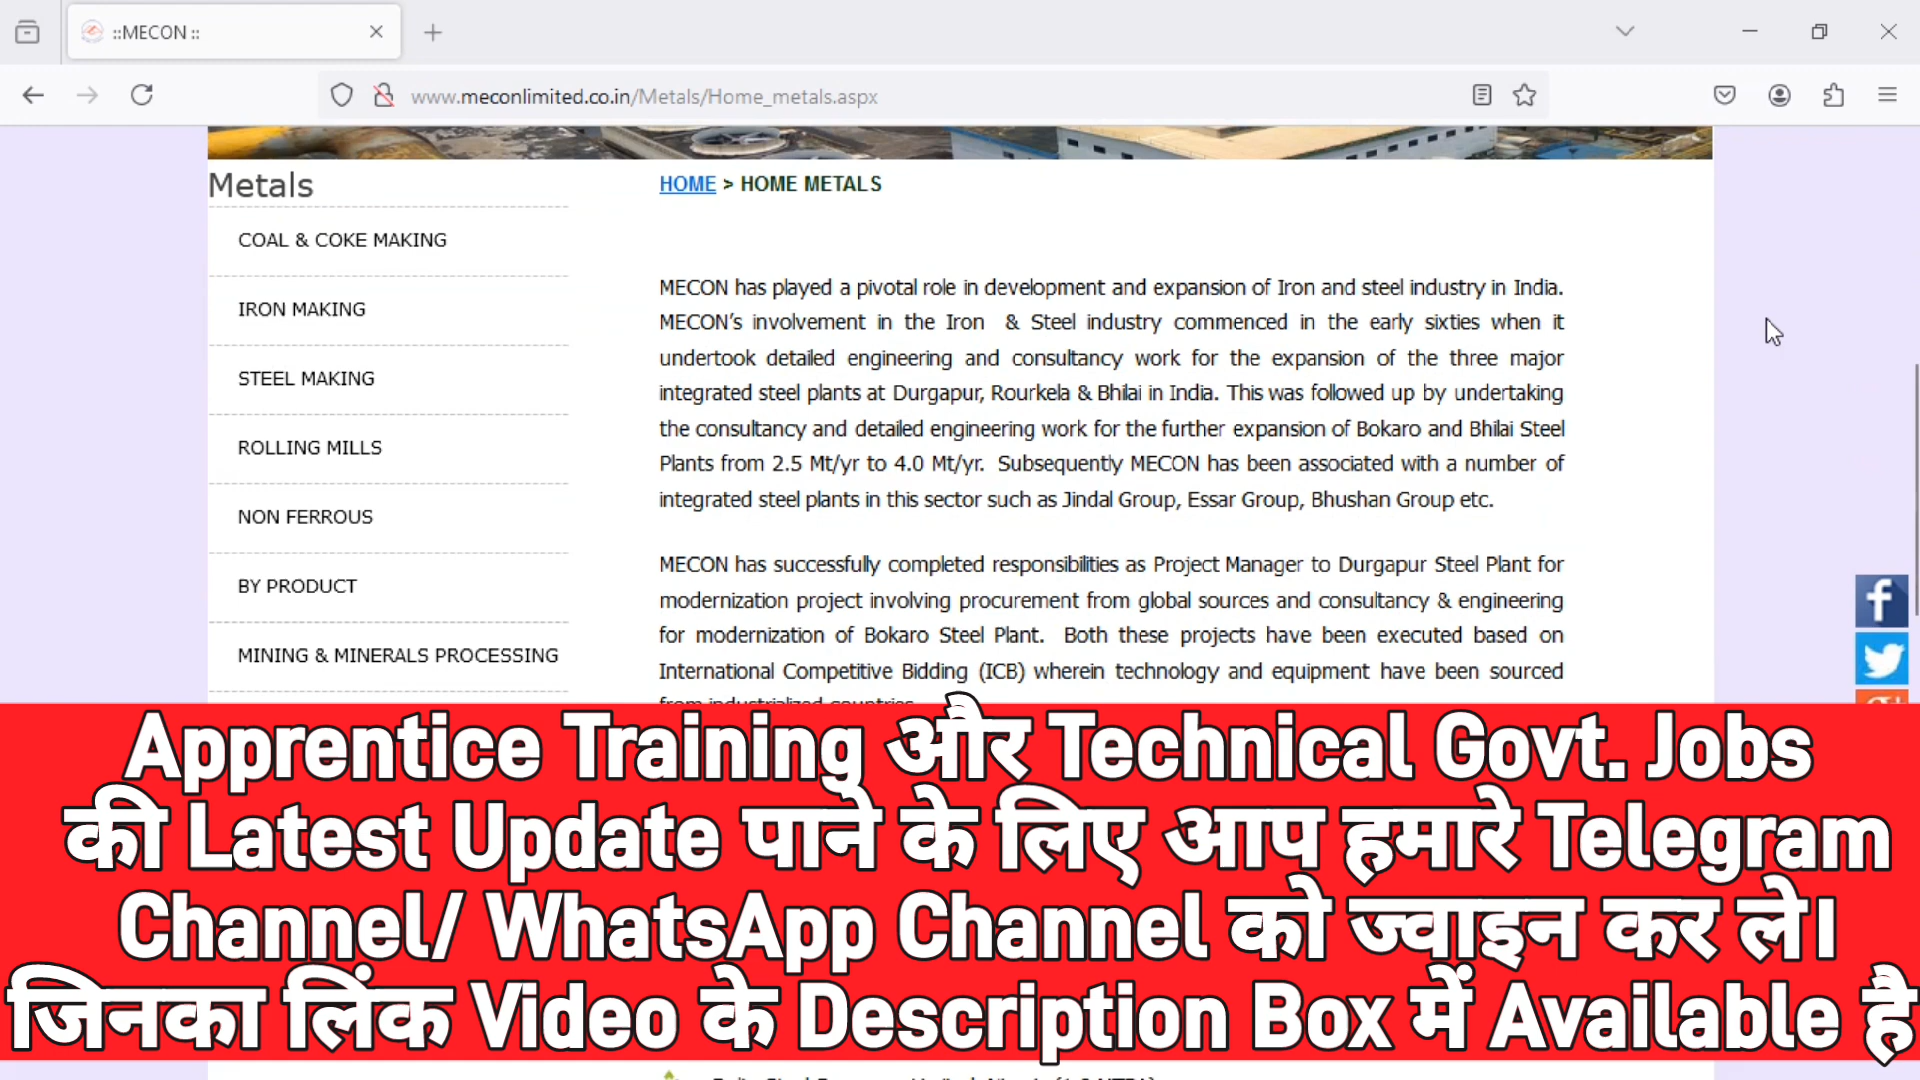 ::MECON ::
www.meconlimited.co.in/Metals/Home_metals.aspx
Metals
COAL & COKE MAKING
IRON MAKING
STEEL MAKING
ROLLING MILLS
NON FERROUS
BY PRODUCT
MINING & MINERALS PROCESSING
HOME > HOME METALS
MECON has played a pivotal role in development and expansion of Iron and steel industry in India.
MECON’s involvement in the Iron & Steel industry commenced in the early sixties when it
undertook detailed engineering and consultancy work for the expansion of the three major
integrated steel plants at Durgapur, Rourkela & Bhilai in India. This was followed up by undertaking
the consultancy and detailed engineering work for the further expansion of Bokaro and Bhilai Steel
Plants from 2.5 Mt/yr to 4.0 Mt/yr. Subsequently MECON has been associated with a number of
integrated steel plants in this sector such as Jindal Group, Essar Group, Bhushan Group etc.
MECON has successfully completed responsibilities as Project Manager to Durgapur Steel Plant for
modernization project involving procurement from global sources and consultancy & engineering
for modernization of Bokaro Steel Plant. Both these projects have been executed based on
International Competitive Bidding (ICB) wherein technology and equipment have been sourced
from industrialized countries.
Apprentice Training और Technical Govt. Jobs
की Latest Update पाने के लिए आप हमारे Telegram
Channel/ WhatsApp Channel को ज्वाइन कर ले।
जिनका लिंक Video के Description Box में Available है